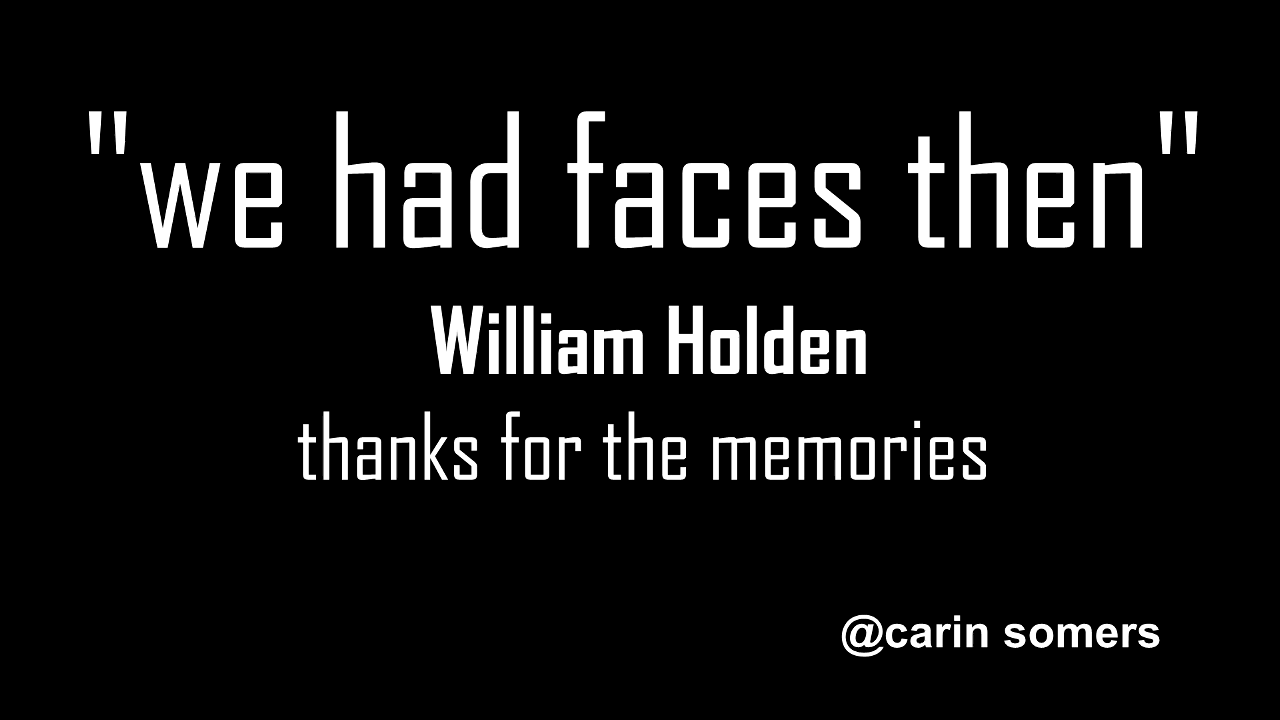 "we had faces then"
William Holden
thanks for the memories
@carin somers